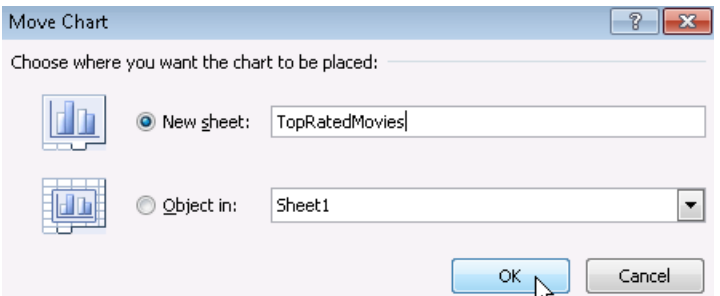 Move Chart
Choose where you want the chart to be placed:
New sheet: TopRatedMovies
Object in: Sheet1
OK Cancel